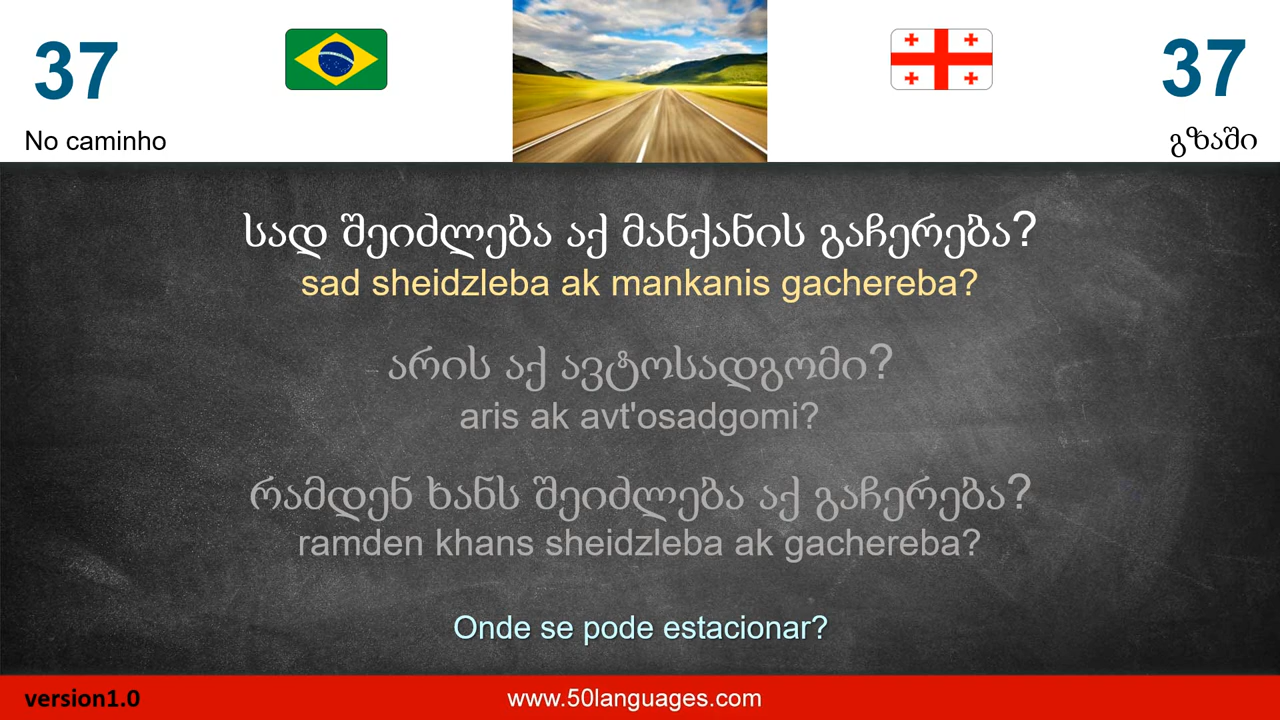 37
37
No caminho
გზაში
სად შეიძლება აქ მანქანის გაჩერება?
sad sheidzleba ak mankanis gachereba?
არის აქ ავტოსადგომი?
aris ak avt'osadgomi?
რამდენ ხანს შეიძლება აქ გაჩერება?
ramden khans sheidzleba ak gachereba?
Onde se pode estacionar?
version1.0
www.50languages.com